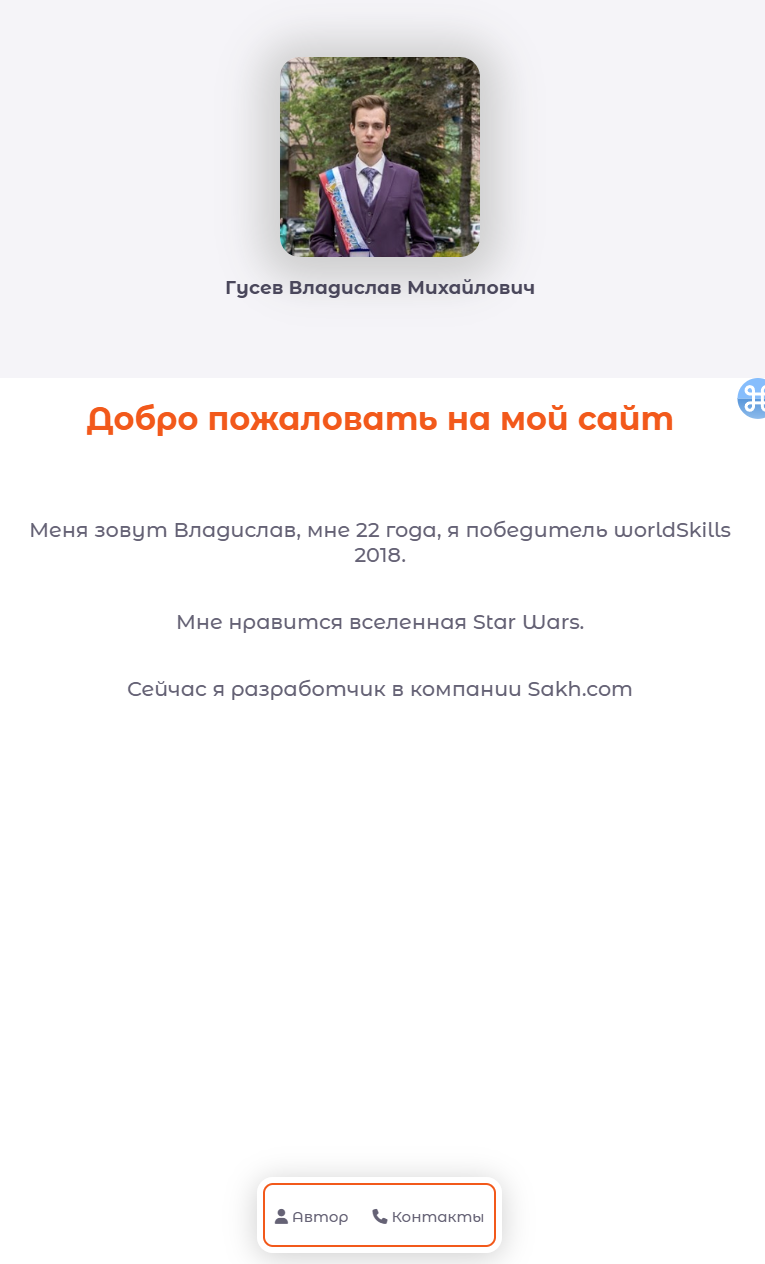 Гусев Владислав Михайлович
Добро пожаловать на мой сайт
Меня зовут Владислав, мне 22 года, я победитель worldSkills
2018.
Мне нравится вселенная Star Wars.
Сейчас я разработчик в компании Sakh.com
Автор Контакты